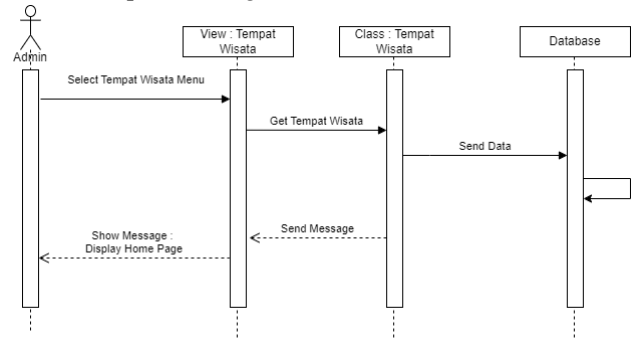 View : Tempat
Wisata
Class : Tempat
Wisata
Database
Admin
Select Tempat Wisata Menu
Get Tempat Wisata
Send Data
Send Message
Show Message :
Display Home Page